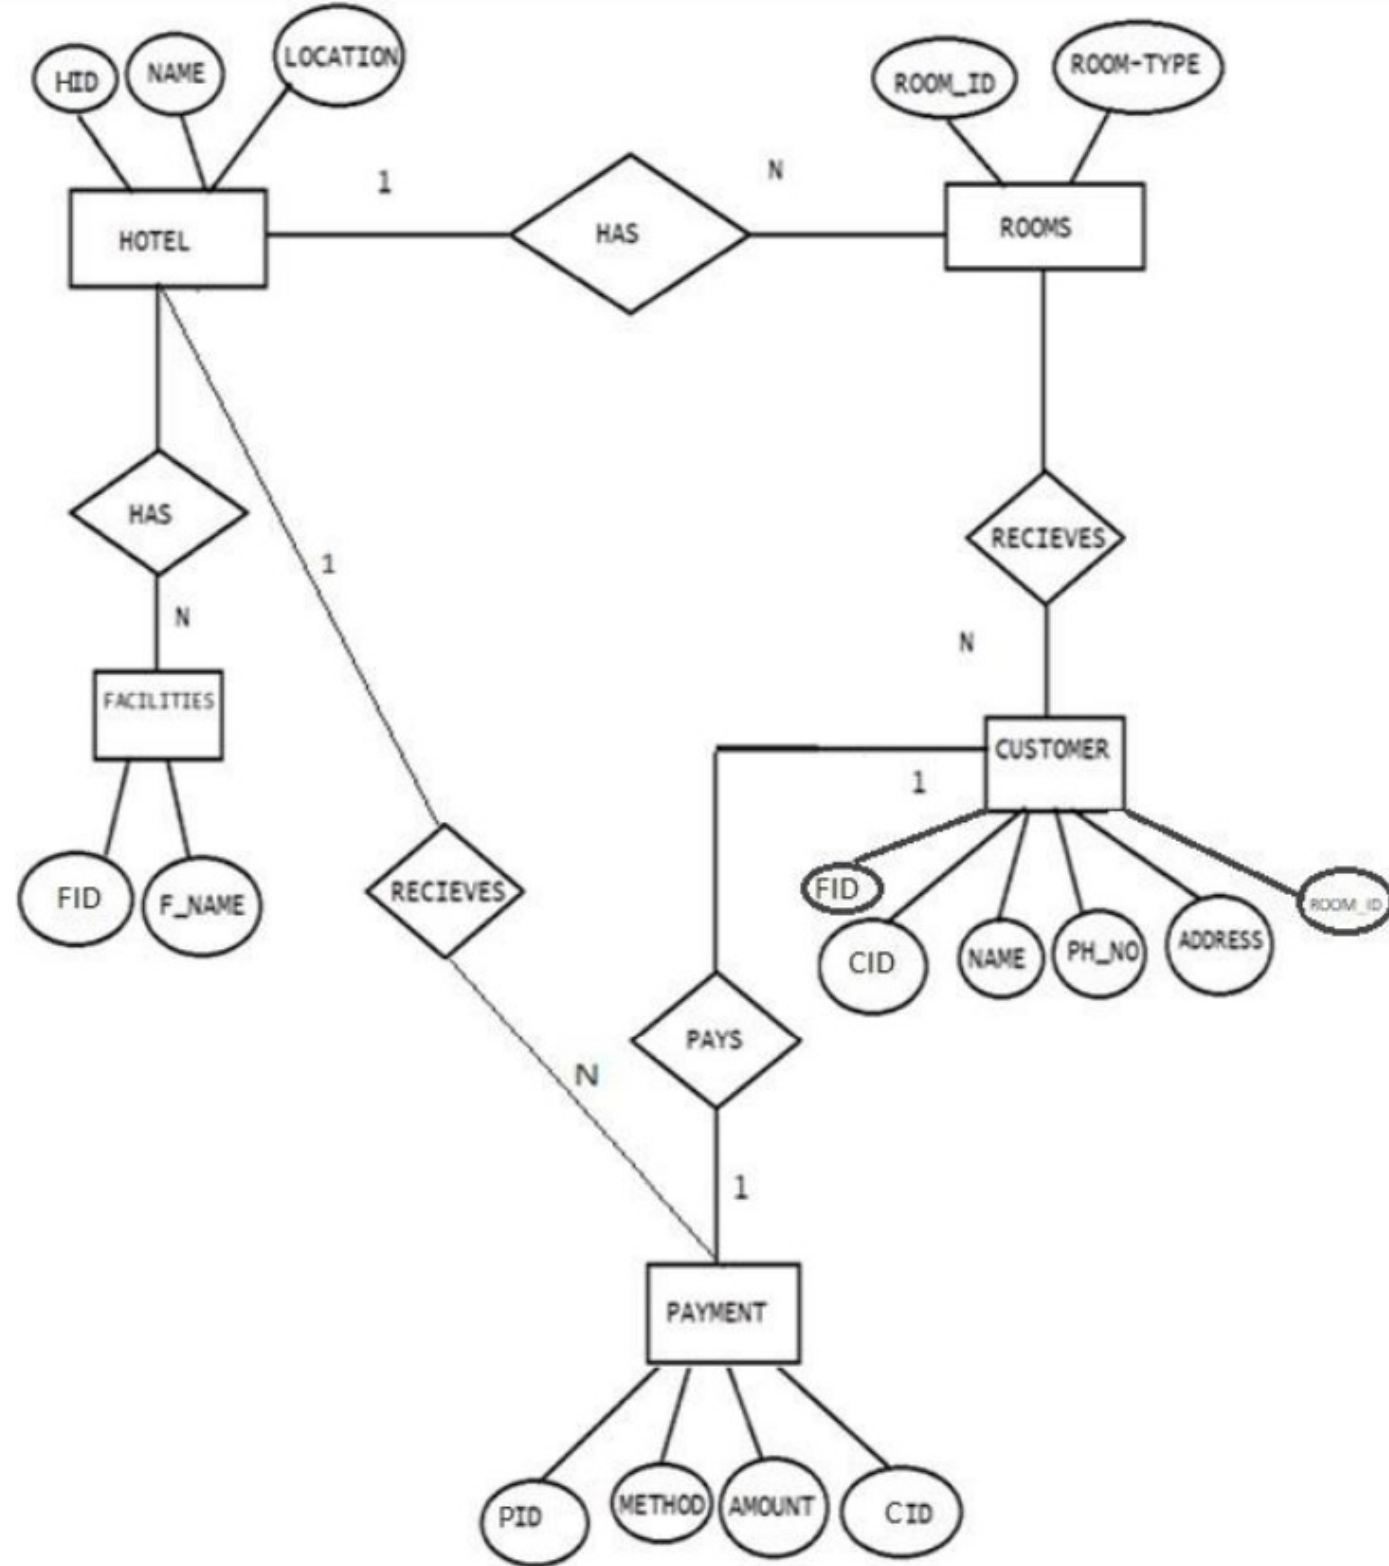 HID
NAME
LOCATION
ROOM_ID
ROOM-TYPE
1
N
HOTEL
HAS
ROOMS
HAS
1
RECIEVES
N
N
FACILITIES
CUSTOMER
1
FID
F_NAME
RECIEVES
FID
CID
NAME
PH_NO
ADDRESS
ROOM_ID
PAYS
N
1
PAYMENT
PID
METHOD
AMOUNT
CID